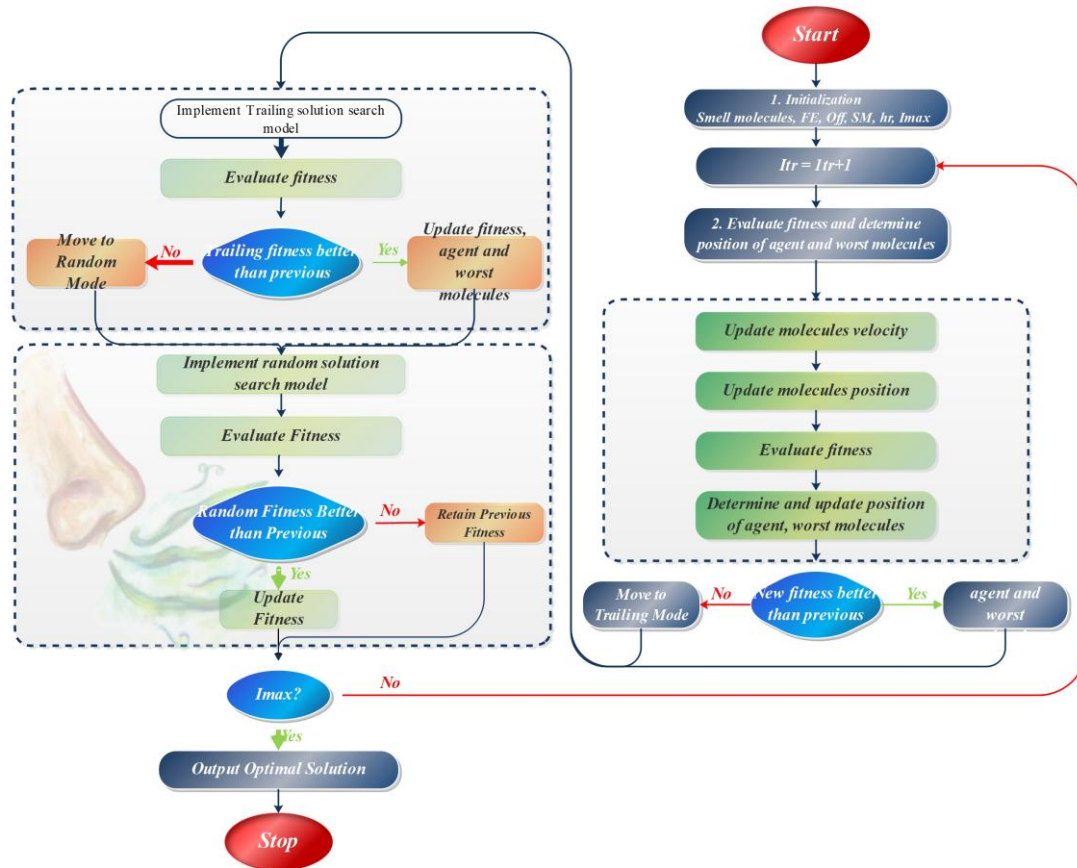 Start
1. Initialization
Smell molecules, FE, Off, SM, hr, Imax
Itr = 1tr+1
2. Evaluate fitness and determine
position of agent and worst molecules
Update molecules velocity
Update molecules position
Evaluate fitness
Determine and update position
of agent, worst molecules
New fitness better
than previous
No
Yes
Move to
Trailing Mode
agent and
worst
Implement Trailing solution search
model
Evaluate fitness
Trailing fitness better
than previous
No
Yes
Move to
Random
Mode
Update fitness,
agent and
worst
molecules
Implement random solution
search model
Evaluate Fitness
Random Fitness Better
than Previous
No
Retain Previous
Fitness
Yes
Update
Fitness
Imax?
No
Yes
Output Optimal Solution
Stop